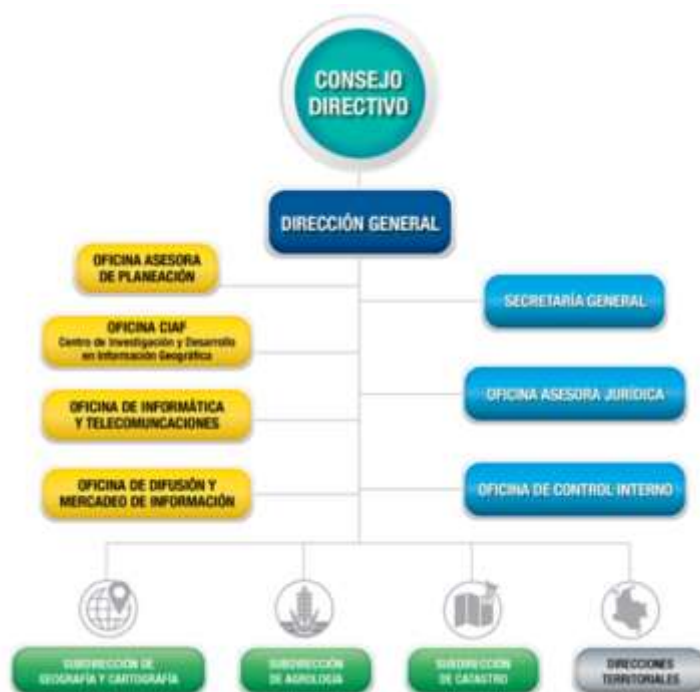 CONSEJO
DIRECTIVO
DIRECCIÓN GENERAL
OFICINA ASESORA
DE PLANEACIÓN
SECRETARÍA GENERAL
OFICINA CIAF
Centro de Investigación y Desarrollo
en Información Geográfica
OFICINA ASESORA JURÍDICA
OFICINA DE INFORMÁTICA
Y TELECOMUNCACIONES
OFICINA DE DIFUSIÓN Y
MERCADEO DE INFORMACIÓN
OFICINA DE CONTROL INTERNO
SUBDIRECCIÓN DE
GEOGRAFÍA Y CARTOGRAFÍA
SUBDIRECCIÓN
DE AGROLOGÍA
SUBDIRECCIÓN
DE CATASTRO
DIRECCIONES
TERRITORIALES